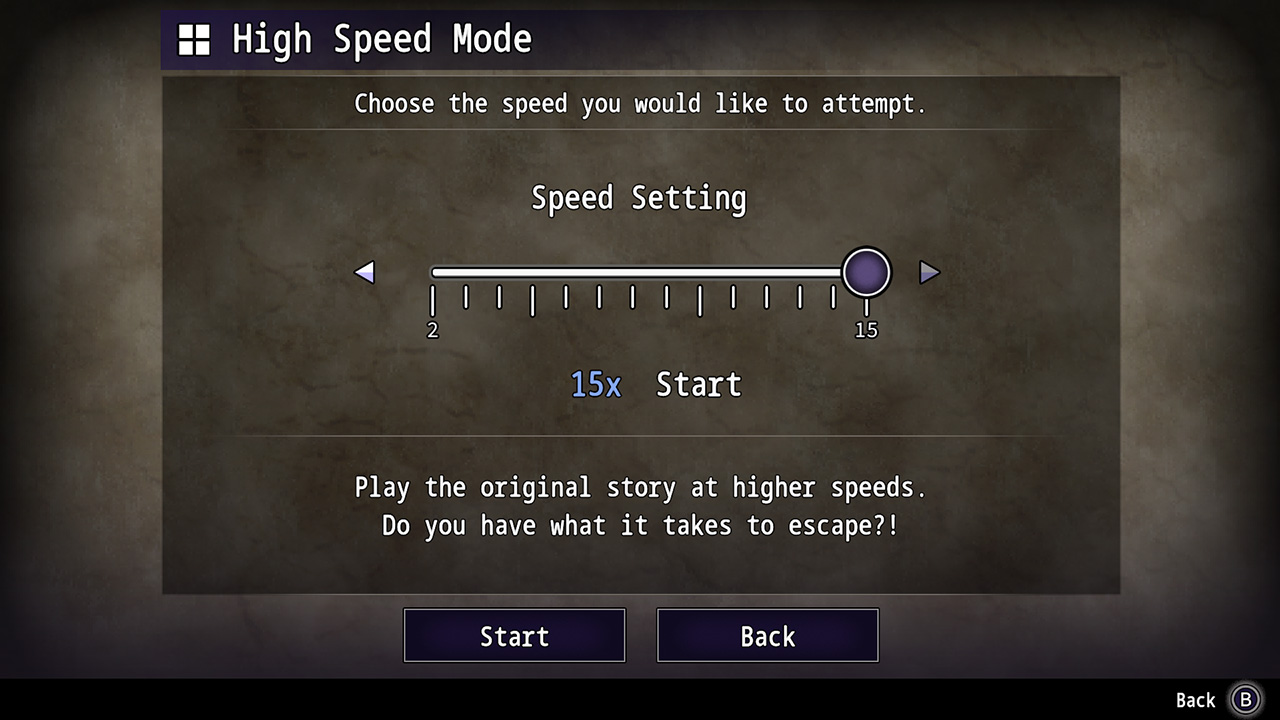 High Speed Mode
Choose the speed you would like to attempt.
Speed Setting
2 15
15x Start
Play the original story at higher speeds.
Do you have what it takes to escape?!
Start Back
Back B